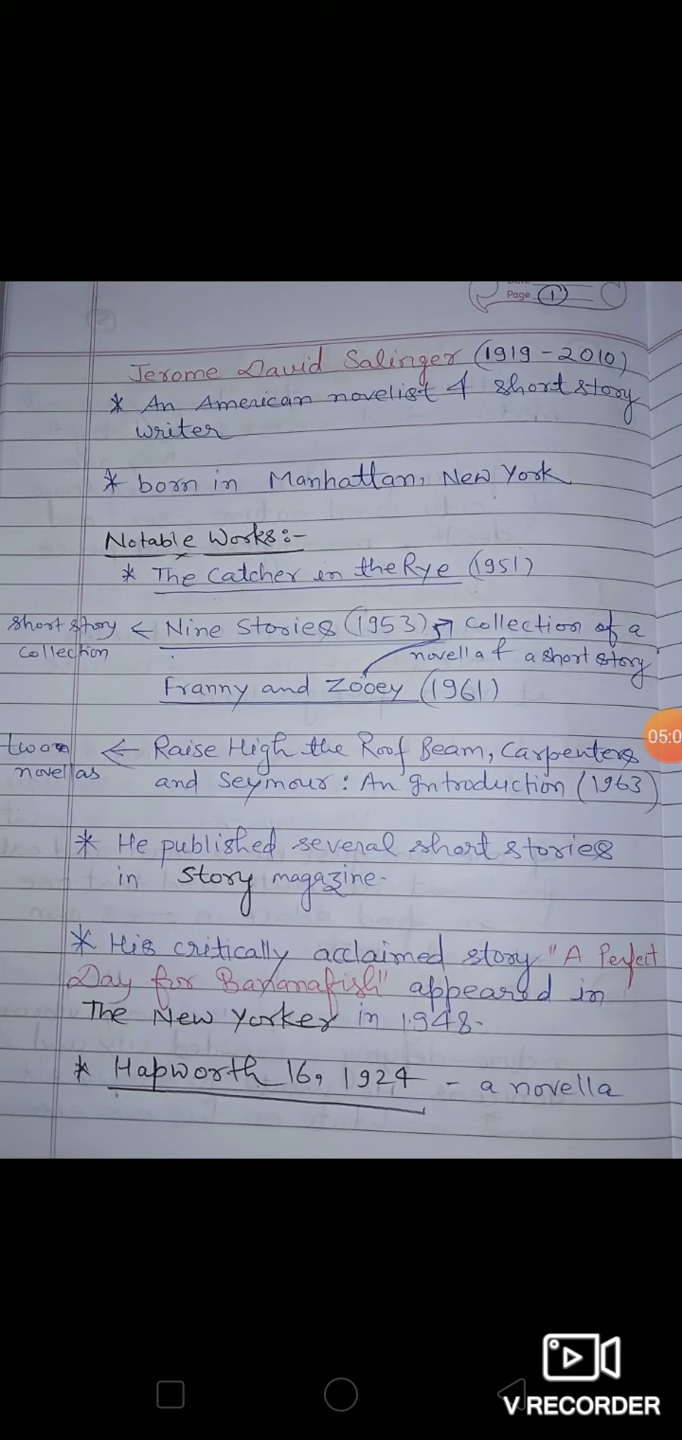 Page 1
Jerome David Salinger (1919-2010)
* An American novelist & short story
writer
* born in Manhattan, New York
Notable Works:-
* The Catcher in the Rye (1951)
short story ← Nine Stories (1953) → Collection of a
collection novella & a short story
Franny and Zooey (1961)
two ← Raise High the Roof Beam, Carpenters
novellas and Seymour: An Introduction (1963)
05:0
* He published several short stories
in Story magazine.
* His critically acclaimed story "A Perfect
Day for Bananafish" appeared in
The New Yorker in 1948.
* Hapworth 16, 1924 - a novella
V RECORDER